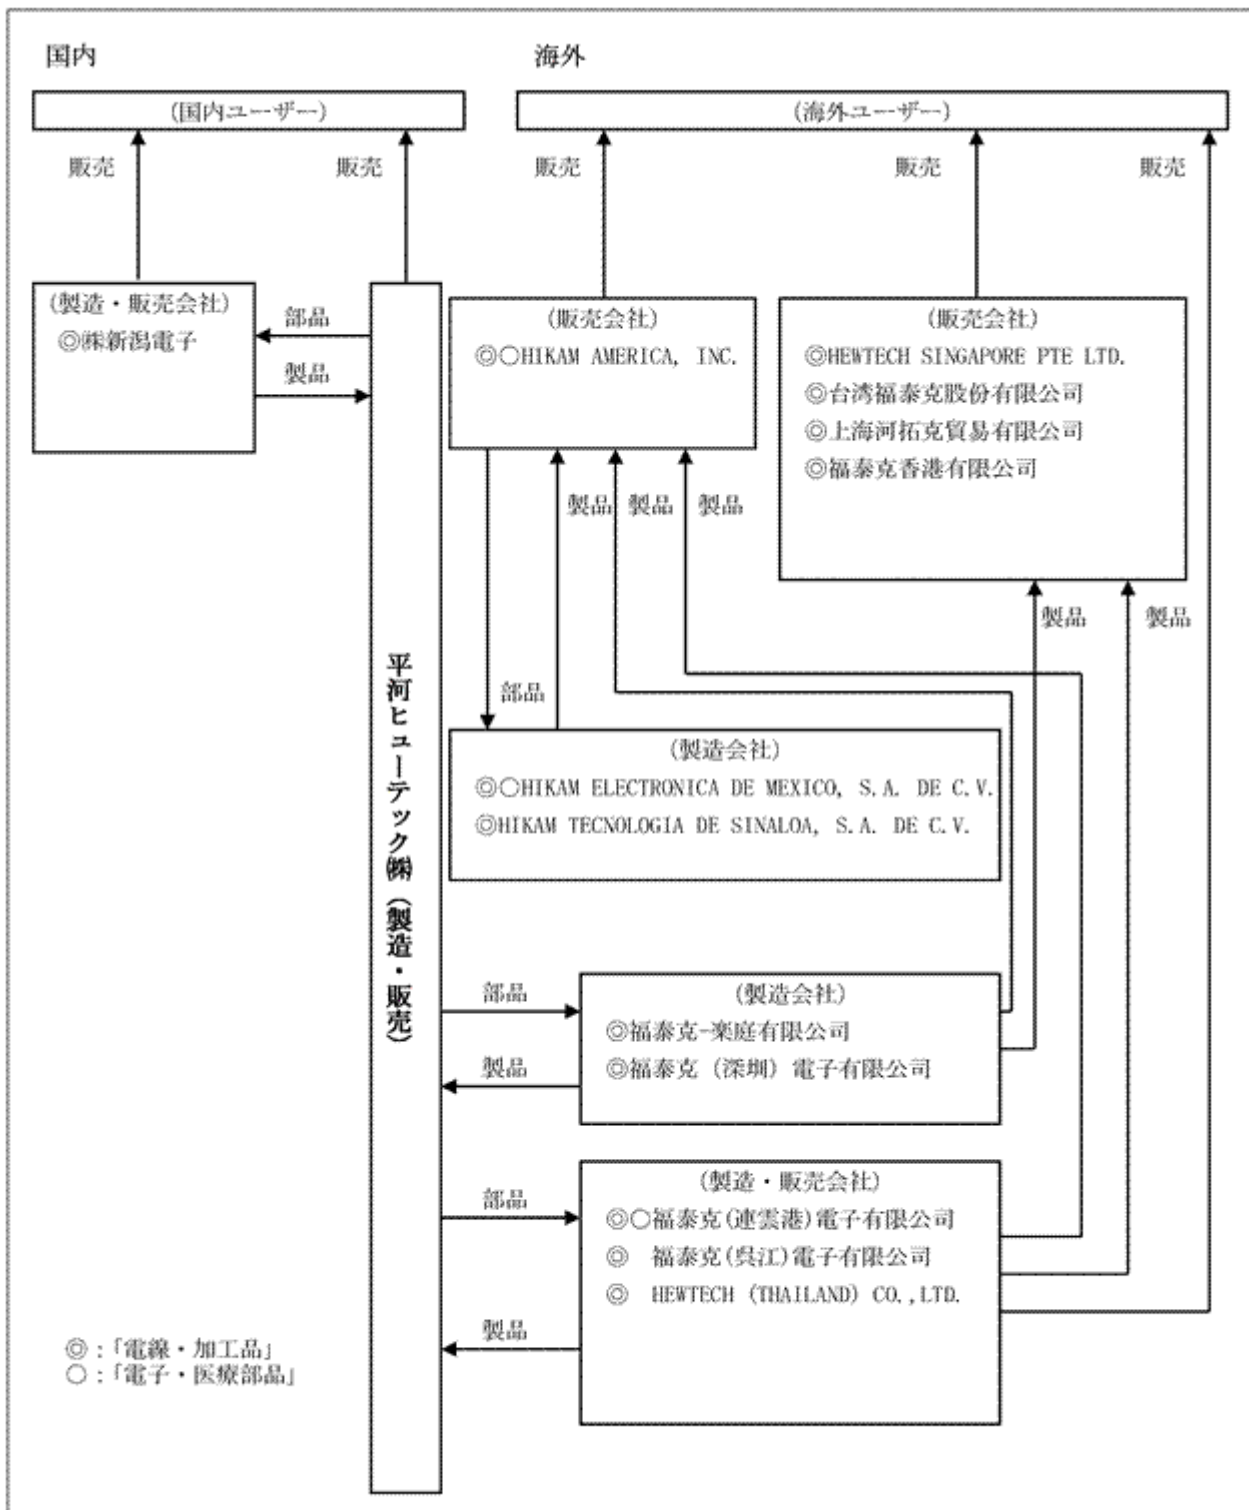 国内
海外
(国内ユーザー)
(海外ユーザー)
販売
販売
販売
販売
販売
(製造・販売会社)
◎㈱新潟電子
部品
製品
平河ヒューテック㈱(製造・販売)
(販売会社)
◎○HIKAM AMERICA, INC.
(販売会社)
◎HEWTECH SINGAPORE PTE LTD.
◎台湾福泰克股份有限公司
◎上海河拓克貿易有限公司
◎福泰克香港有限公司
製品
製品
製品
製品
製品
部品
(製造会社)
◎○HIKAM ELECTRONICA DE MEXICO, S.A. DE C.V.
◎HIKAM TECNOLOGIA DE SINALOA, S.A. DE C.V.
部品
製品
(製造会社)
◎福泰克-楽庭有限公司
◎福泰克(深圳)電子有限公司
部品
製品
(製造・販売会社)
◎○福泰克(連雲港)電子有限公司
◎ 福泰克(呉江)電子有限公司
◎ HEWTECH (THAILAND) CO.,LTD.
◎:「電線・加工品」
○:「電子・医療部品」